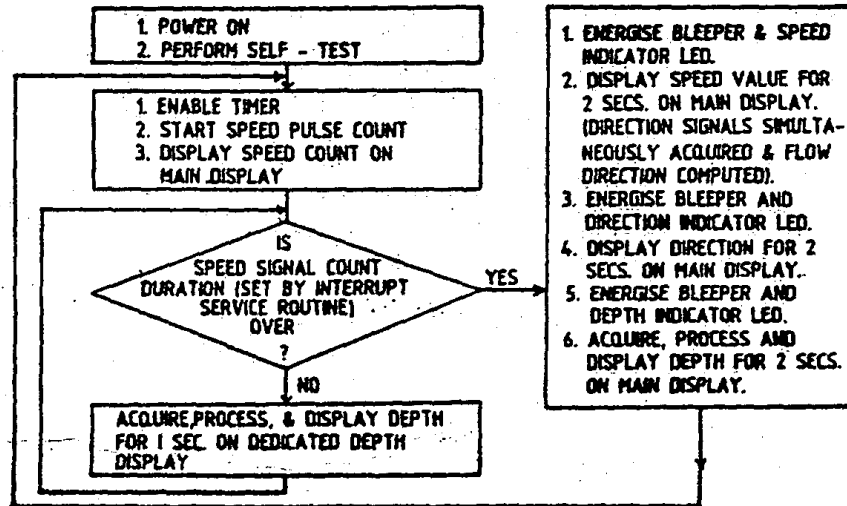 1. POWER ON
2. PERFORM SELF - TEST
1. ENABLE TIMER
2. START SPEED PULSE COUNT
3. DISPLAY SPEED COUNT ON
MAIN DISPLAY
IS
SPEED SIGNAL COUNT
DURATION (SET BY INTERRUPT
SERVICE ROUTINE)
OVER
?
YES
NO
ACQUIRE, PROCESS, & DISPLAY DEPTH
FOR 1 SEC. ON DEDICATED DEPTH
DISPLAY
1. ENERGISE BLEEPER & SPEED
INDICATOR LED.
2. DISPLAY SPEED VALUE FOR
2 SECS. ON MAIN DISPLAY.
(DIRECTION SIGNALS SIMULTA-
NEOUSLY ACQUIRED & FLOW
DIRECTION COMPUTED).
3. ENERGISE BLEEPER AND
DIRECTION INDICATOR LED.
4. DISPLAY DIRECTION FOR 2
SECS. ON MAIN DISPLAY.
5. ENERGISE BLEEPER AND
DEPTH INDICATOR LED.
6. ACQUIRE, PROCESS AND
DISPLAY DEPTH FOR 2 SECS.
ON MAIN DISPLAY.